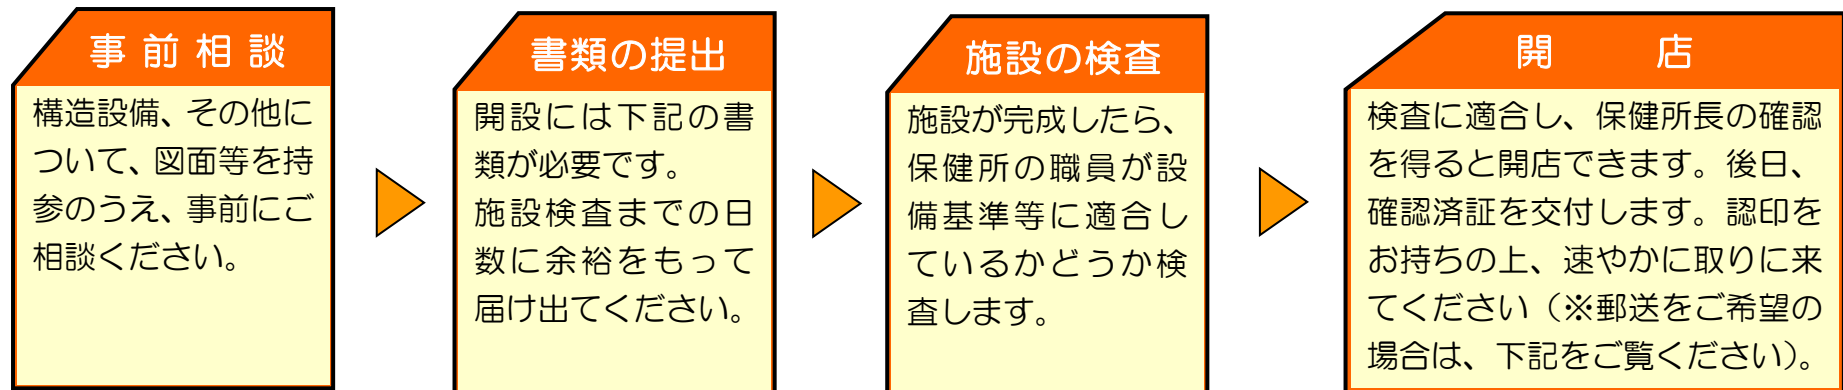 事前相談
構造設備、その他に
ついて、図面等を持
参のうえ、事前にご
相談ください。
書類の提出
開設には下記の書
類が必要です。
施設検査までの日
数に余裕をもって
届け出てください。
施設の検査
施設が完成したら、
保健所の職員が設
備基準等に適合し
ているかどうか検
査します。
開店
検査に適合し、保健所長の確認
を得ると開店できます。後日、
確認済証を交付します。認印を
お持ちの上、速やかに取りに来
てください（※郵送をご希望の
場合は、下記をご覧ください）。